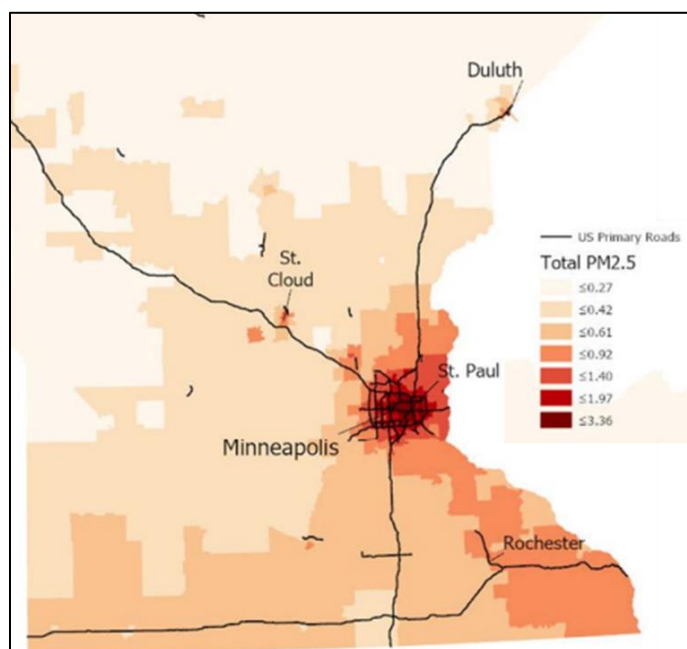 Duluth
US Primary Roads
Total PM2.5
≤0.27
≤0.42
≤0.61
≤0.92
≤1.40
≤1.97
≤3.36
St.
Cloud
St. Paul
Minneapolis
Rochester